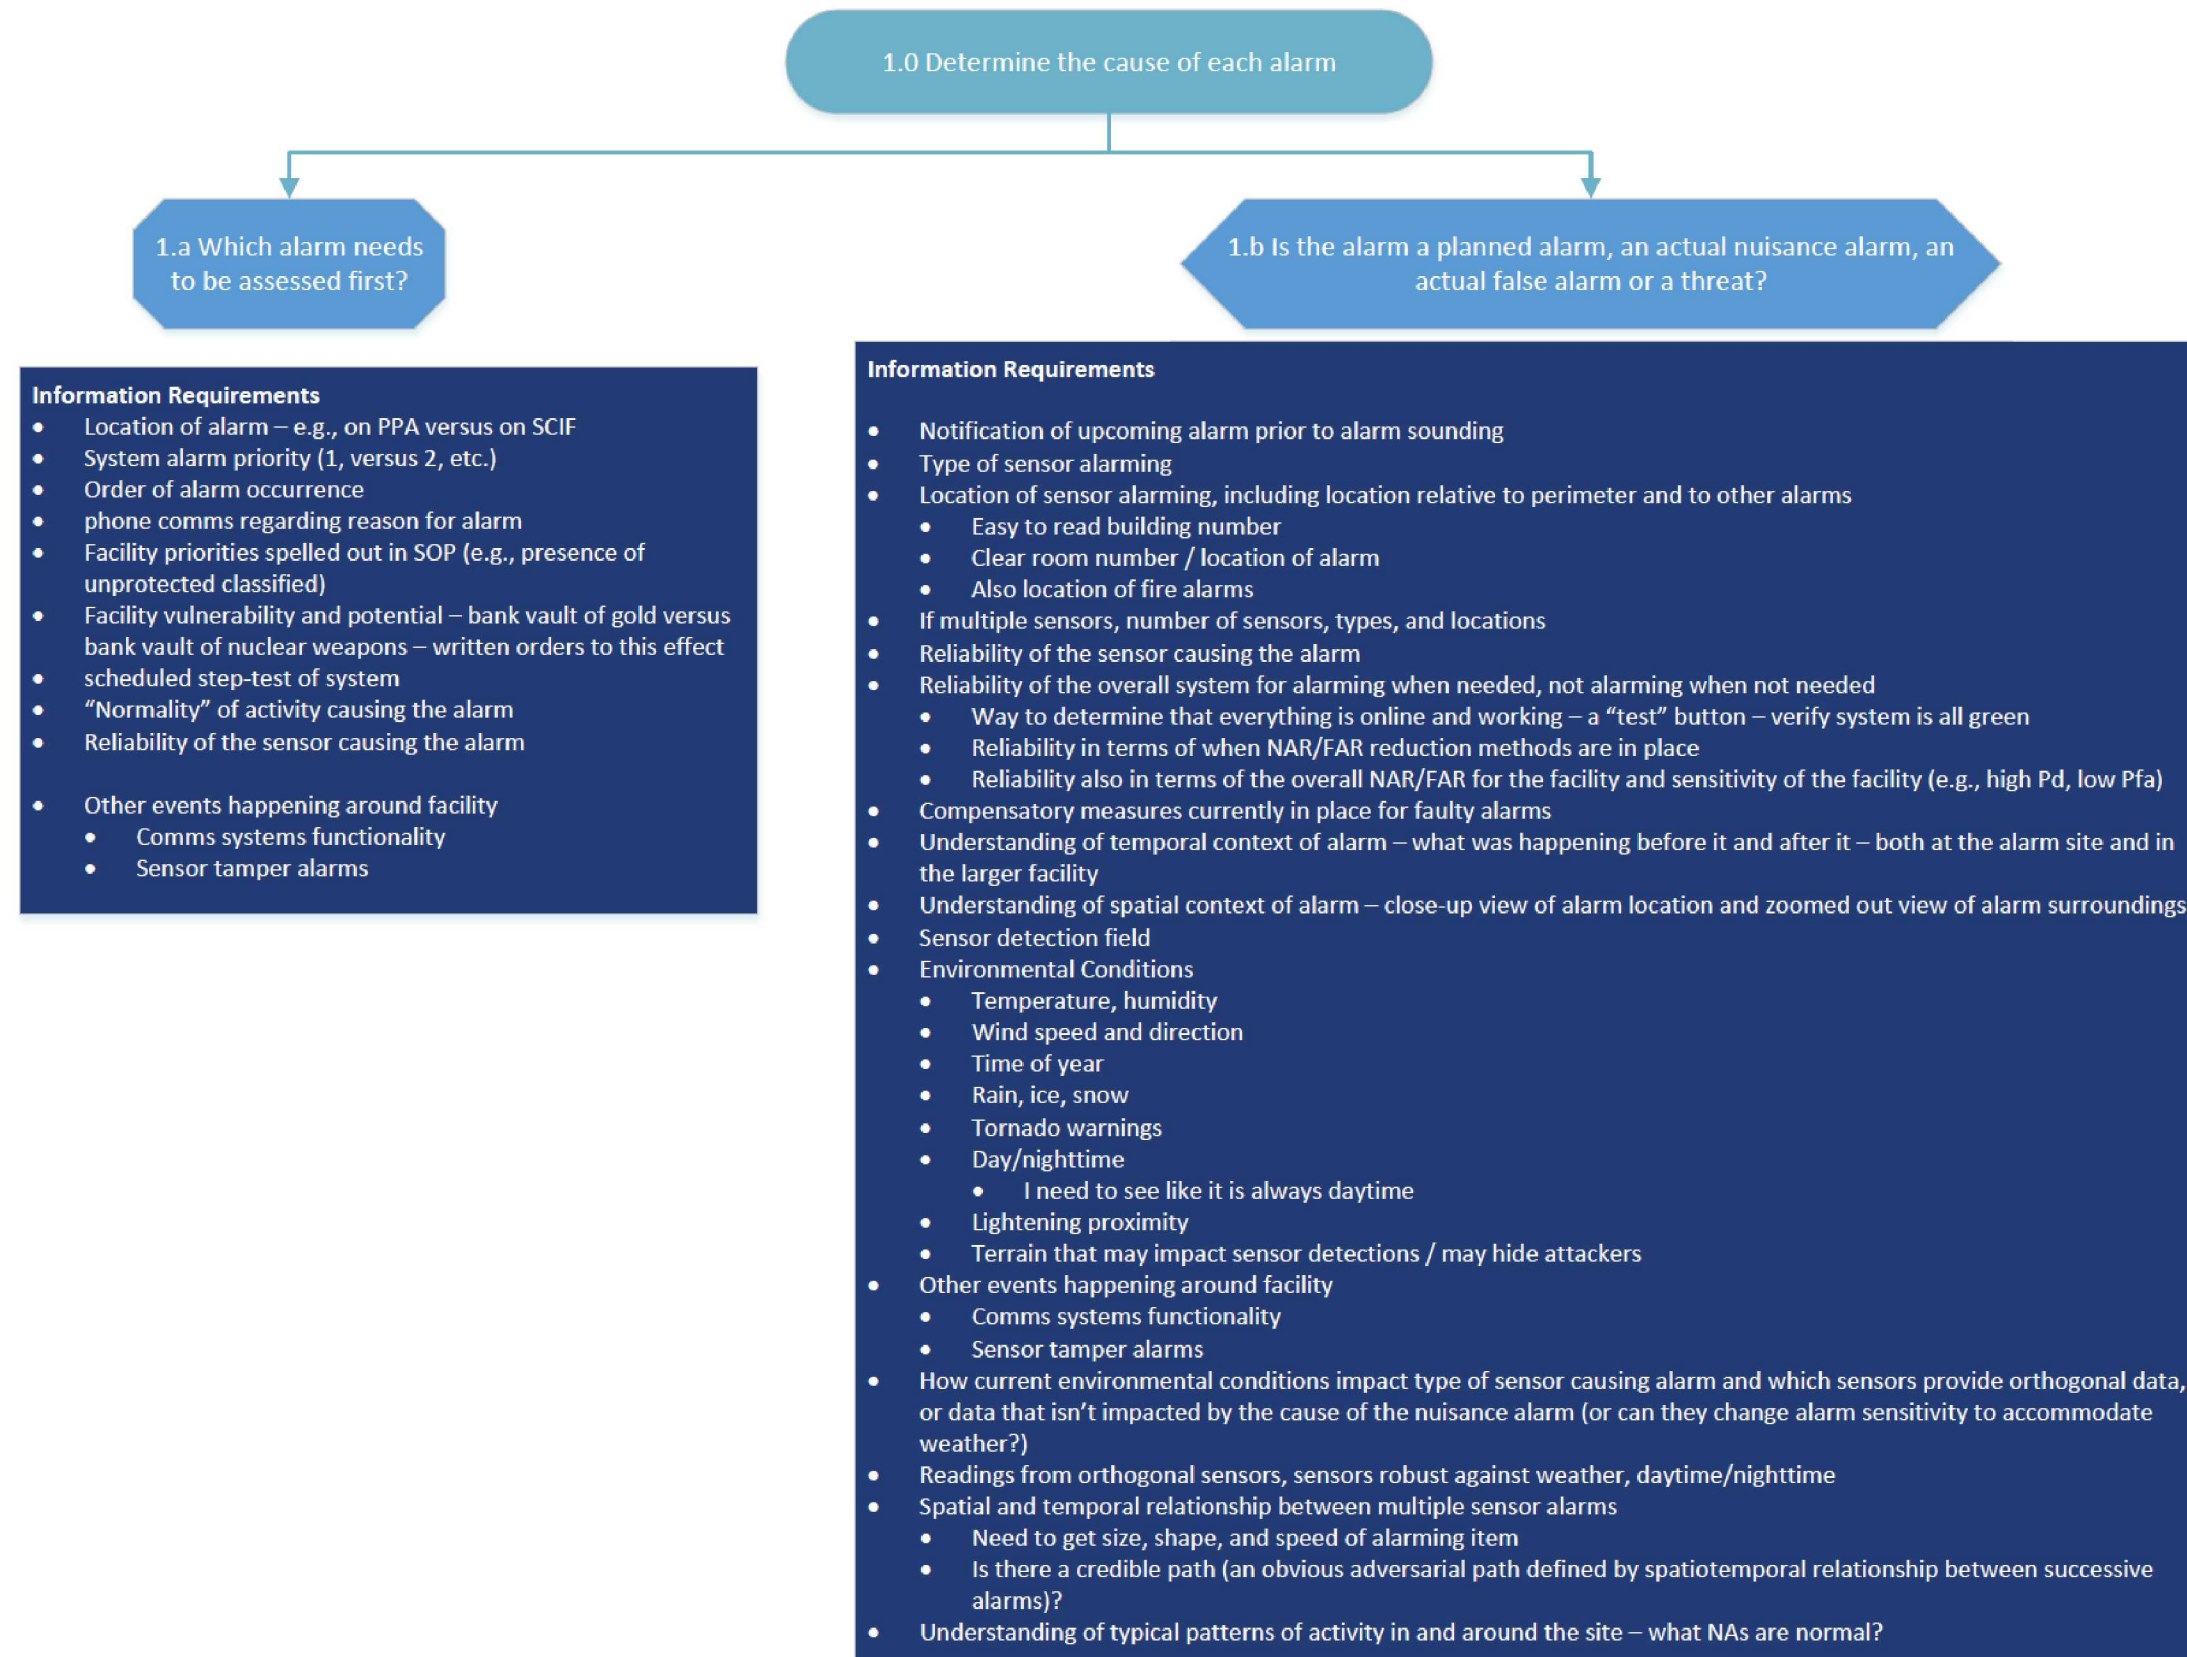 1.0 Determine the cause of each alarm
1.a Which alarm needs
to be assessed first?
1.b Is the alarm a planned alarm, an actual nuisance alarm, an
actual false alarm or a threat?
Information Requirements
• Location of alarm – e.g., on PPA versus on SCIF
• System alarm priority (1, versus 2, etc.)
• Order of alarm occurrence
• phone comms regarding reason for alarm
• Facility priorities spelled out in SOP (e.g., presence of
unprotected classified)
• Facility vulnerability and potential – bank vault of gold versus
bank vault of nuclear weapons – written orders to this effect
• scheduled step-test of system
• “Normality” of activity causing the alarm
• Reliability of the sensor causing the alarm
• Other events happening around facility
• Comms systems functionality
• Sensor tamper alarms
Information Requirements
• Notification of upcoming alarm prior to alarm sounding
• Type of sensor alarming
• Location of sensor alarming, including location relative to perimeter and to other alarms
• Easy to read building number
• Clear room number / location of alarm
• Also location of fire alarms
• If multiple sensors, number of sensors, types, and locations
• Reliability of the sensor causing the alarm
• Reliability of the overall system for alarming when needed, not alarming when not needed
• Way to determine that everything is online and working – a “test” button – verify system is all green
• Reliability in terms of when NAR/FAR reduction methods are in place
• Reliability also in terms of the overall NAR/FAR for the facility and sensitivity of the facility (e.g., high Pd, low Pfa)
• Compensatory measures currently in place for faulty alarms
• Understanding of temporal context of alarm – what was happening before it and after it – both at the alarm site and in
the larger facility
• Understanding of spatial context of alarm – close-up view of alarm location and zoomed out view of alarm surroundings
• Sensor detection field
• Environmental Conditions
• Temperature, humidity
• Wind speed and direction
• Time of year
• Rain, ice, snow
• Tornado warnings
• Day/nighttime
• I need to see like it is always daytime
• Lightening proximity
• Terrain that may impact sensor detections / may hide attackers
• Other events happening around facility
• Comms systems functionality
• Sensor tamper alarms
• How current environmental conditions impact type of sensor causing alarm and which sensors provide orthogonal data,
or data that isn’t impacted by the cause of the nuisance alarm (or can they change alarm sensitivity to accommodate
weather?)
• Readings from orthogonal sensors, sensors robust against weather, daytime/nighttime
• Spatial and temporal relationship between multiple sensor alarms
• Need to get size, shape, and speed of alarming item
• Is there a credible path (an obvious adversarial path defined by spatiotemporal relationship between successive
alarms)?
• Understanding of typical patterns of activity in and around the site – what NAs are normal?